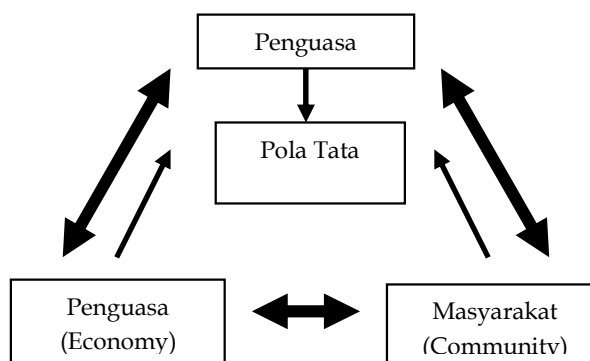 Penguasa
Pola Tata
Penguasa
(Economy)
Masyarakat
(Community)